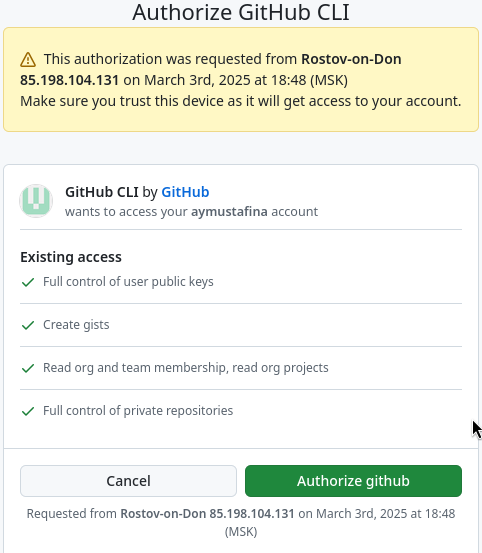 Authorize GitHub CLI
This authorization was requested from Rostov-on-Don
85.198.104.131 on March 3rd, 2025 at 18:48 (MSK)
Make sure you trust this device as it will get access to your account.
GitHub CLI by GitHub
wants to access your aymustafina account
Existing access
Full control of user public keys
Create gists
Read org and team membership, read org projects
Full control of private repositories
Cancel
Authorize github
Requested from Rostov-on-Don 85.198.104.131 on March 3rd, 2025 at 18:48
(MSK)